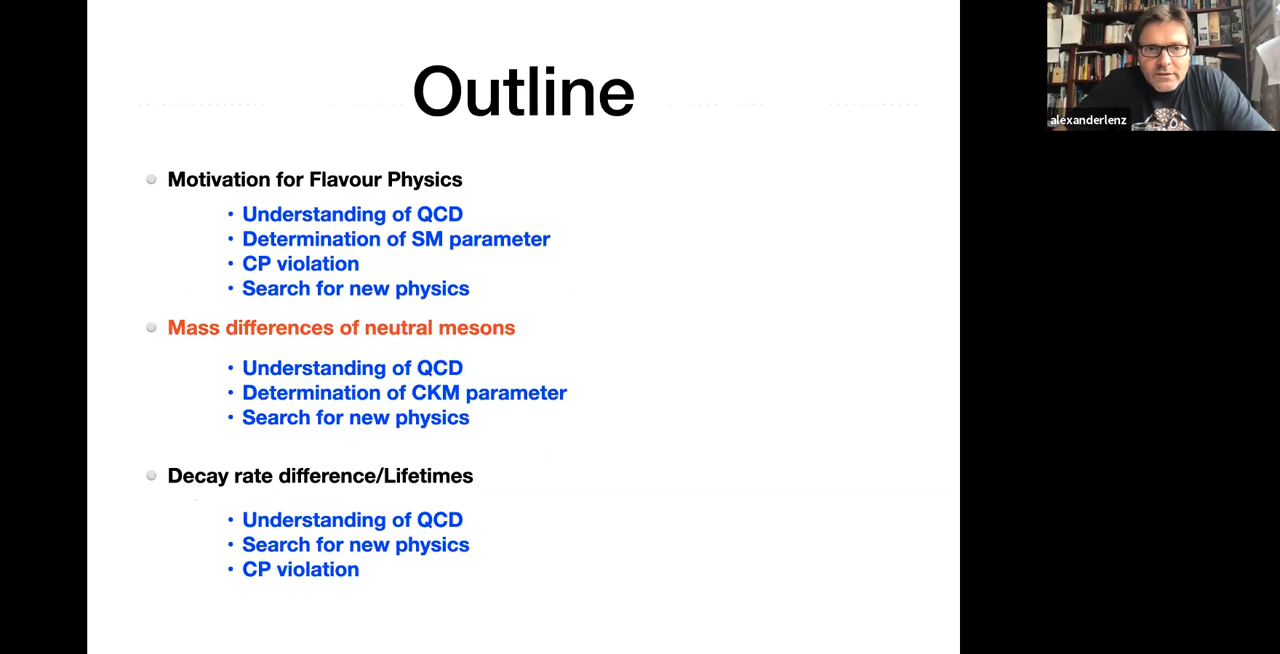 Outline
alexanderlenz
Motivation for Flavour Physics
• Understanding of QCD
• Determination of SM parameter
• CP violation
• Search for new physics
Mass differences of neutral mesons
• Understanding of QCD
• Determination of CKM parameter
• Search for new physics
Decay rate difference/Lifetimes
• Understanding of QCD
• Search for new physics
• CP violation